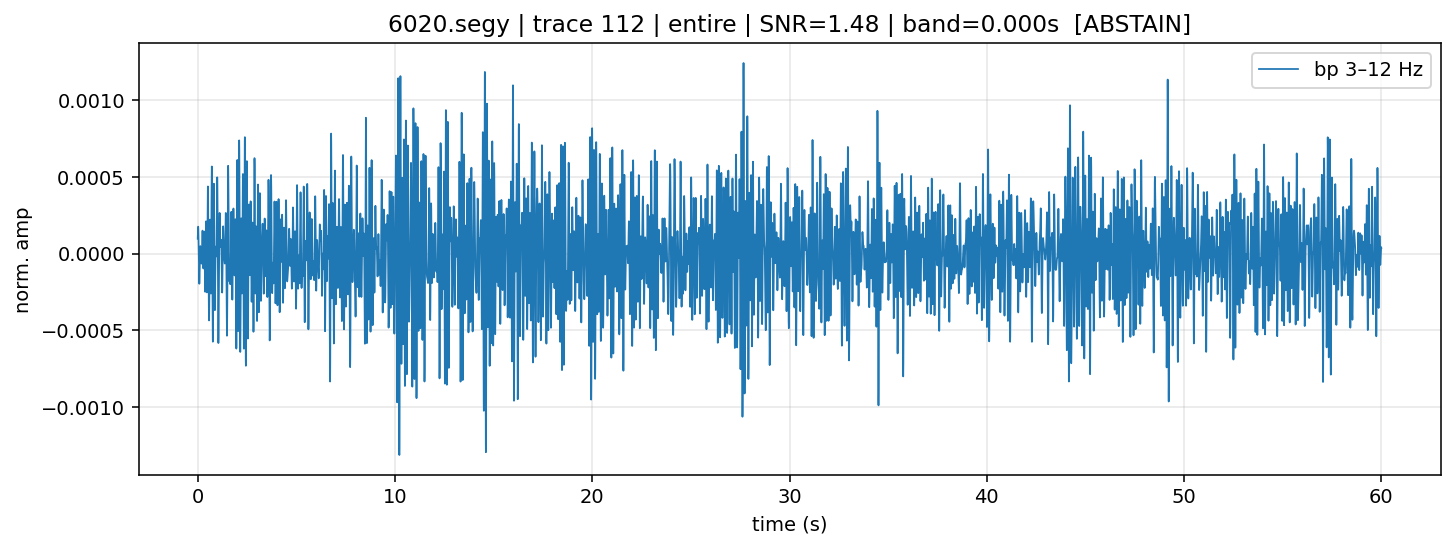 6020.segy | trace 112 | entire | SNR=1.48 | band=0.000s  [ABSTAIN]
bp 3–12 Hz
norm. amp
0.0010
0.0005
0.0000
−0.0005
−0.0010
0 10 20 30 40 50 60
time (s)